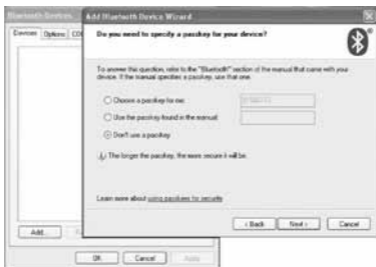 Bluetooth Devices
Devices Options
Add Bluetooth Device Wizard
Do you need to specify a passkey for your device?
To answer this question, refer to the "Bluetooth" section of the manual that came with your
device. If the manual specifies a passkey, use that one.
Choose a passkey for me
Use the passkey found in the manual:
Don't use a passkey
The longer the passkey, the more secure it will be.
Learn more about using passkeys for security.
< Back Next > Cancel
Add...
OK Cancel Apply